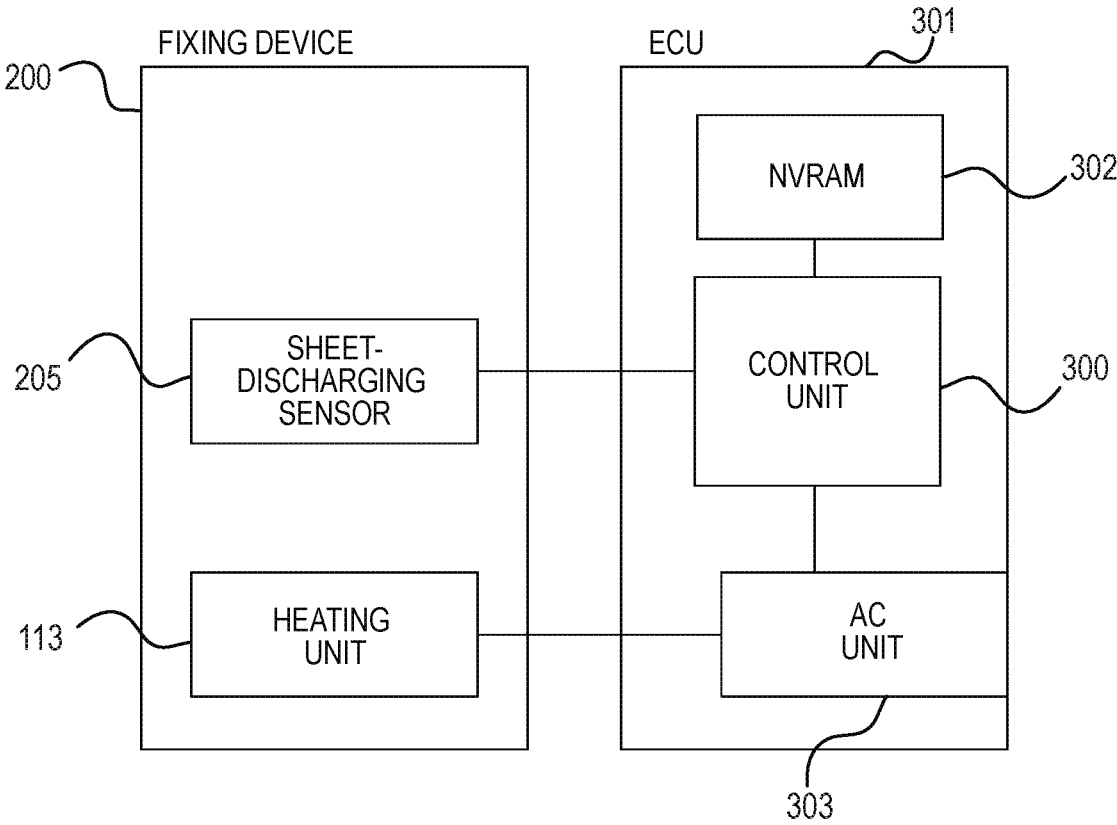 FIXING DEVICE
ECU
301
200
NVRAM
302
SHEET-
DISCHARGING
SENSOR
205
CONTROL
UNIT
300
HEATING
UNIT
113
AC
UNIT
303